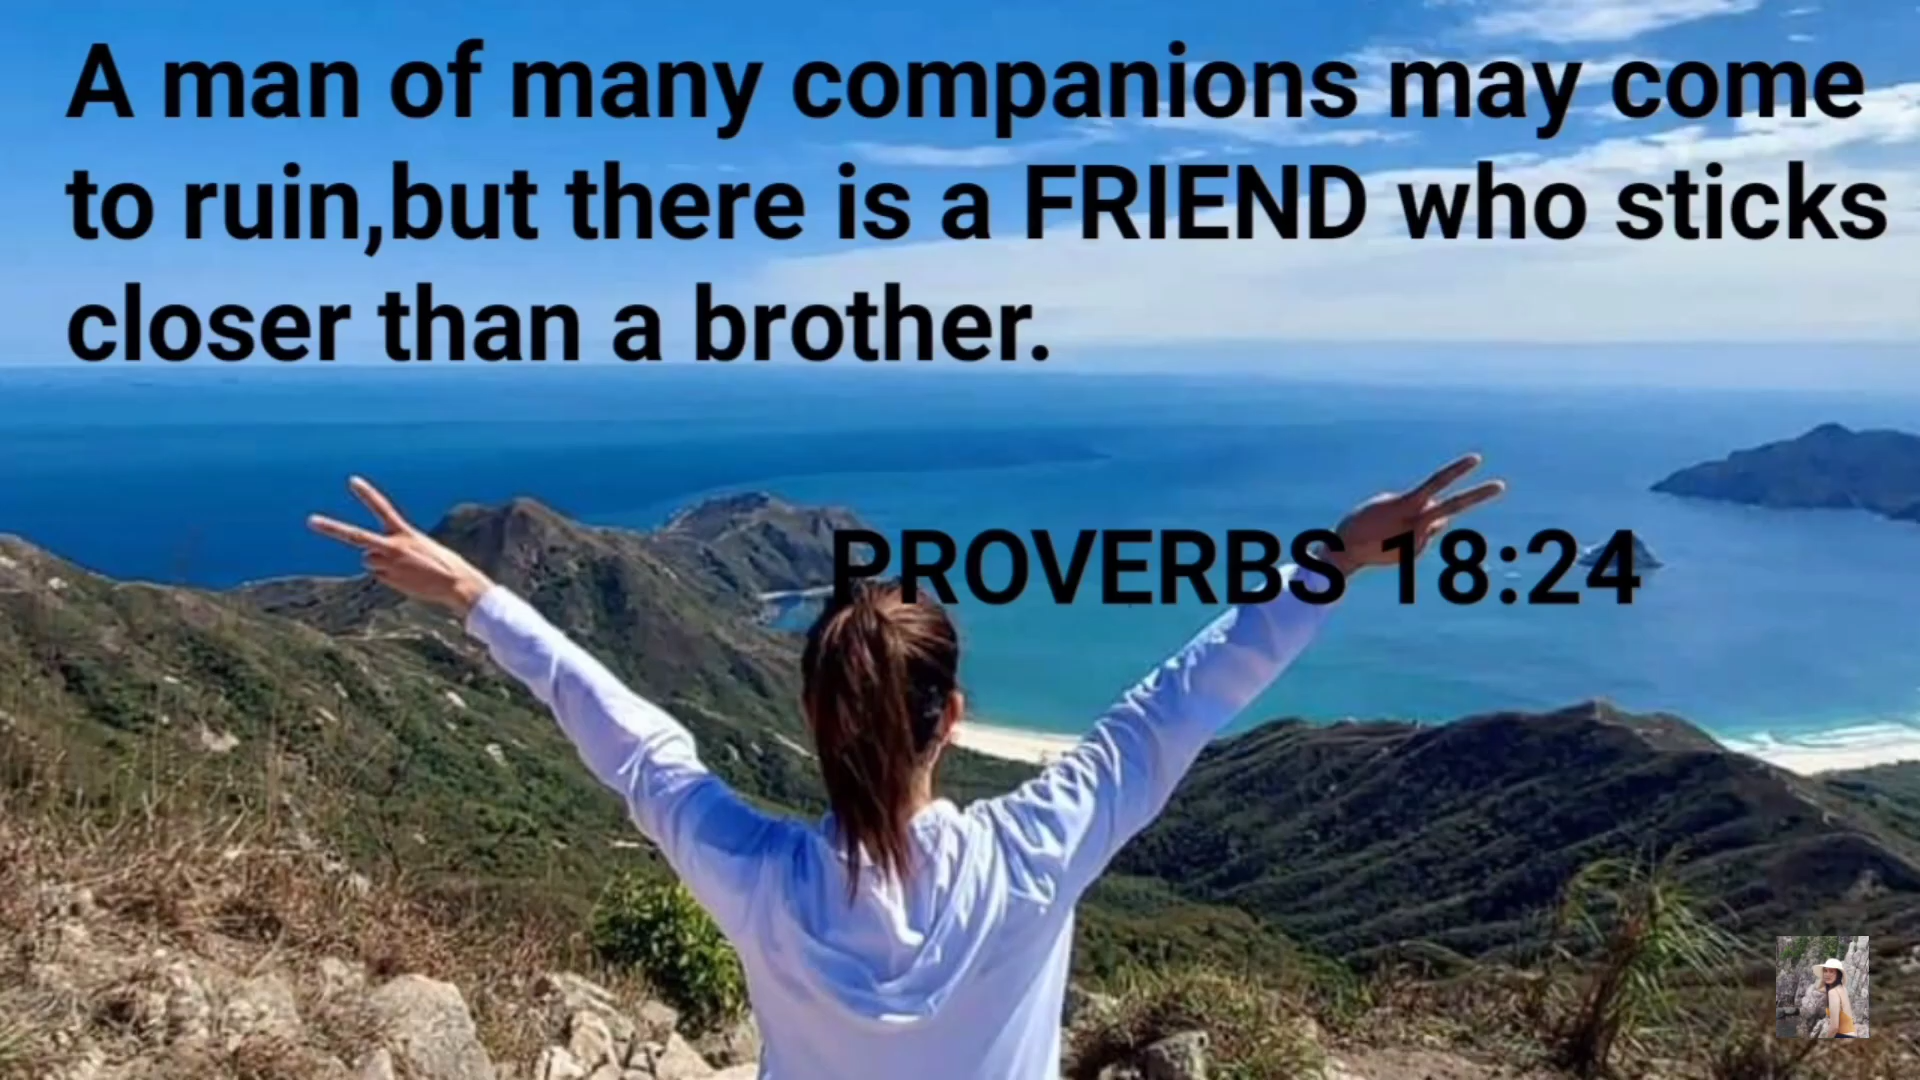 A man of many companions may come
to ruin,but there is a FRIEND who sticks
closer than a brother.
PROVERBS 18:24